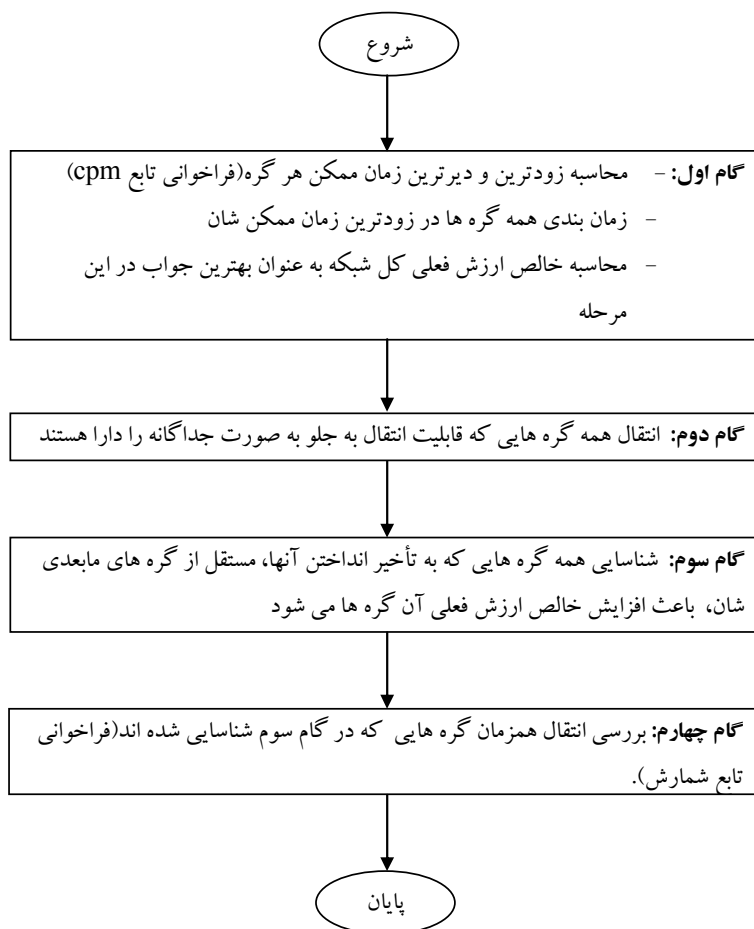 شروع
گام اول: - محاسبه زودترین و دیرترین زمان ممکن هر گره(فراخوانی تابع cpm)
- زمان بندی همه گره ها در زودترین زمان ممکن شان
- محاسبه خالص ارزش فعلی کل شبکه به عنوان بهترین جواب در این
مرحله
گام دوم: انتقال همه گره هایی که قابلیت انتقال به جلو به صورت جداگانه را دارا هستند
گام سوم: شناسایی همه گره هایی که به تأخیر انداختن آنها، مستقل از گره های مابعدی
شان، باعث افزایش خالص ارزش فعلی آن گره ها می شود
گام چهارم: بررسی انتقال همزمان گره هایی که در گام سوم شناسایی شده اند(فراخوانی
تابع شمارش).
پایان